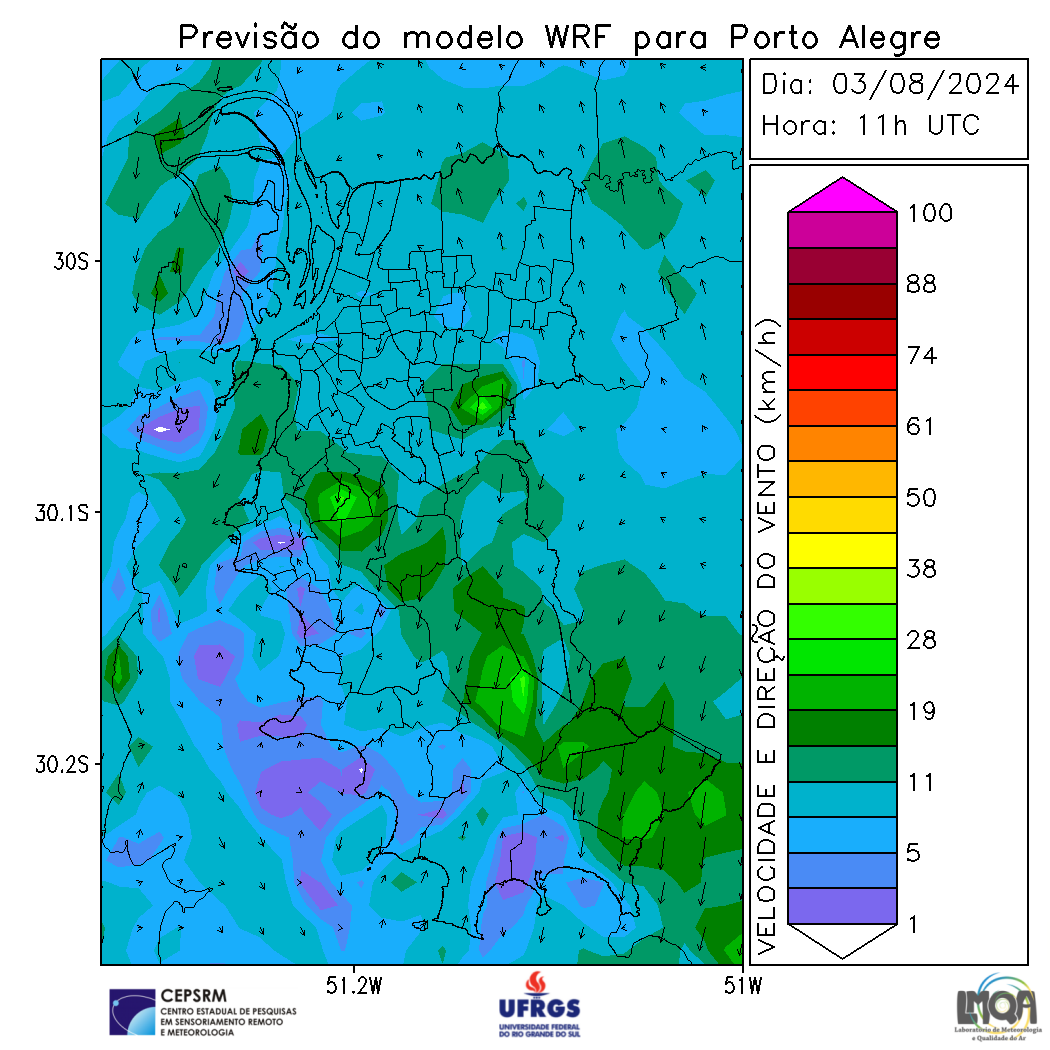 Previsão do modelo WRF para Porto Alegre
Dia: 03/08/2024
Hora: 11h UTC
30S
30.1S
30.2S
51.2W
51W
VELOCIDADE E DIREÇÃO DO VENTO (km/h)
100
88
74
61
50
38
28
19
11
5
1
CEPSRM
CENTRO ESTADUAL DE PESQUISAS
EM SENSORIAMENTO REMOTO
E METEOROLOGIA
UFRGS
UNIVERSIDADE FEDERAL
DO RIO GRANDE DO SUL
LMQA
Laboratório de Meteorologia
e Qualidade do Ar